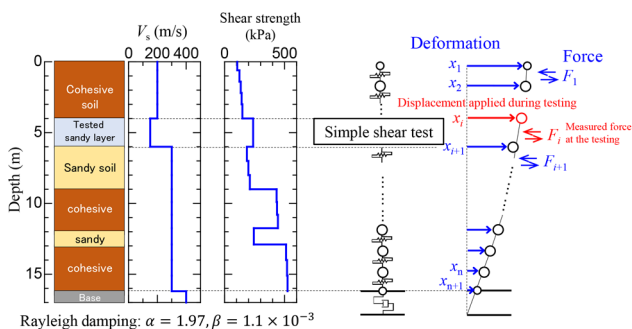 Vs (m/s)
200 400
Shear strength
(kPa)
0 500
Depth (m)
0
5
10
15
Cohesive
soil
Tested
sandy layer
Sandy soil
cohesive
sandy
cohesive
Base
Rayleigh damping: α = 1.97, β = 1.1 × 10⁻³
Simple shear test
Deformation
Force
x₁
F₁
x₂
Displacement applied during testing
xᵢ
Fᵢ
Measured force
at the testing
xᵢ₊₁
Fᵢ₊₁
xₙ
xₙ₊₁